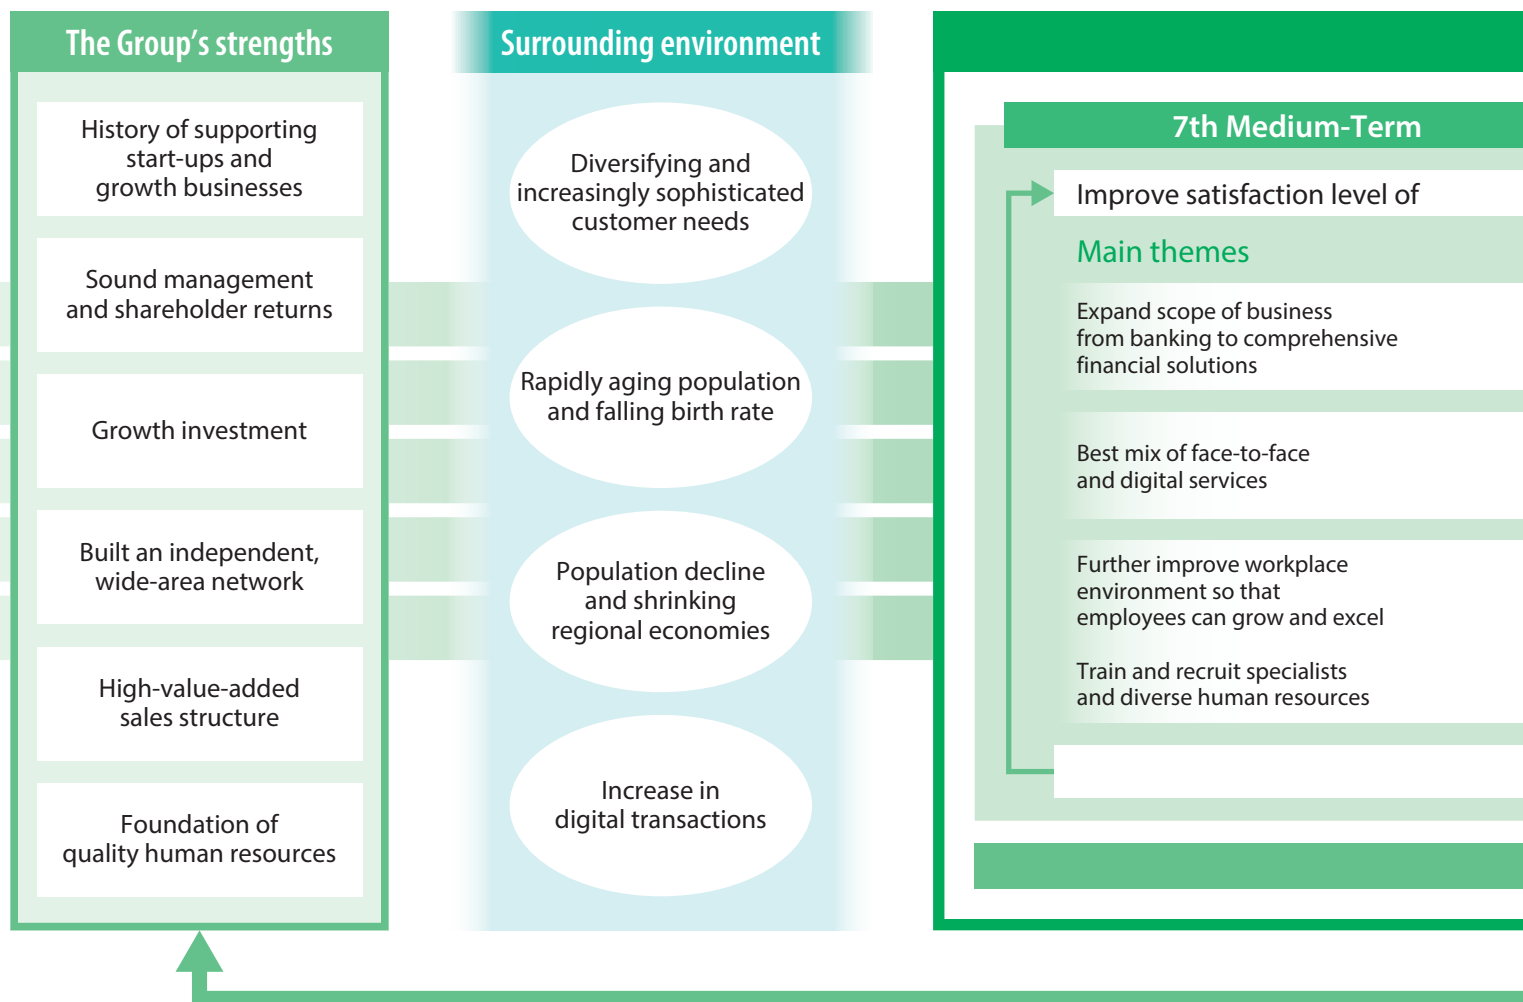 The Group's strengths
History of supporting
start-ups and
growth businesses
Sound management
and shareholder returns
Growth investment
Built an independent,
wide-area network
High-value-added
sales structure
Foundation of
quality human resources
Surrounding environment
Diversifying and
increasingly sophisticated
customer needs
Rapidly aging population
and falling birth rate
Population decline
and shrinking
regional economies
Increase in
digital transactions
7th Medium-Term
Improve satisfaction level of
Main themes
Expand scope of business
from banking to comprehensive
financial solutions
Best mix of face-to-face
and digital services
Further improve workplace
environment so that
employees can grow and excel
Train and recruit specialists
and diverse human resources